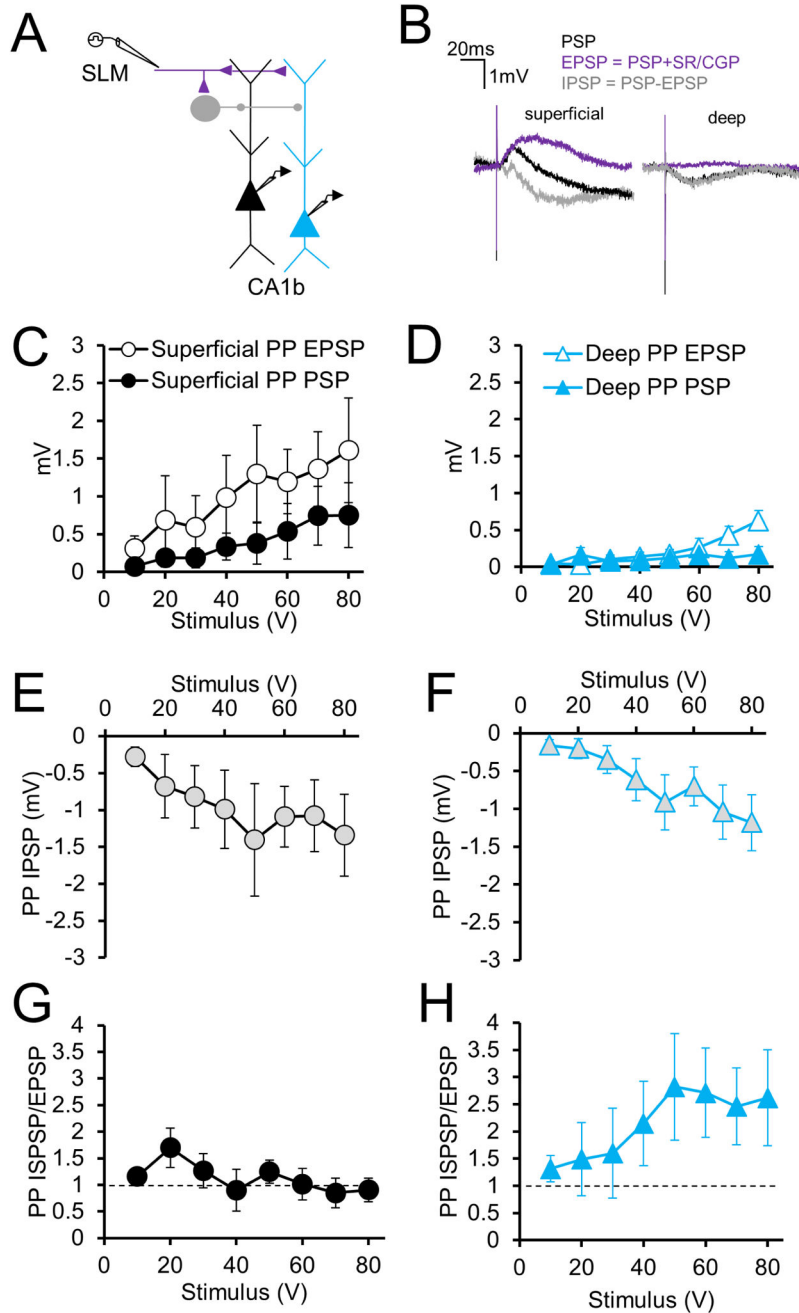 A
SLM
CA1b
B
20ms
1mV
PSP
EPSP = PSP+SR/CGP
IPSP = PSP-EPSP
superficial
deep
C
Superficial PP EPSP
Superficial PP PSP
mV
3
2.5
2
1.5
1
0.5
0
0 20 40 60 80
Stimulus (V)
D
Deep PP EPSP
Deep PP PSP
mV
3
2.5
2
1.5
1
0.5
0
0 20 40 60 80
Stimulus (V)
E
Stimulus (V)
0 20 40 60 80
PP IPSP (mV)
0
-0.5
-1
-1.5
-2
-2.5
-3
F
Stimulus (V)
0 20 40 60 80
PP IPSP (mV)
0
-0.5
-1
-1.5
-2
-2.5
-3
G
PP ISPSP/EPSP
4
3.5
3
2.5
2
1.5
1
0.5
0
0 20 40 60 80
Stimulus (V)
H
PP ISPSP/EPSP
4
3.5
3
2.5
2
1.5
1
0.5
0
0 20 40 60 80
Stimulus (V)